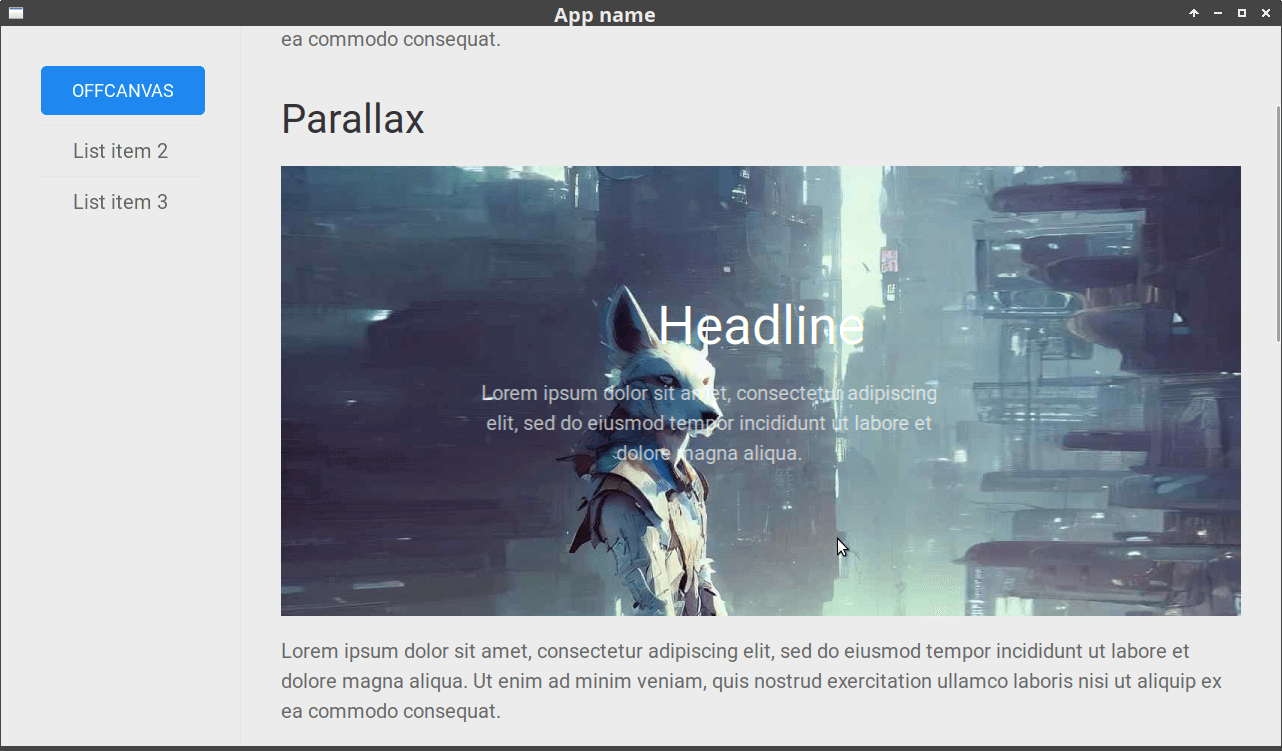 App name
OFFCANVAS
List item 2
List item 3
ea commodo consequat.
Parallax
Headline
Lorem ipsum dolor sit amet, consectetur adipiscing
elit, sed do eiusmod tempor incididunt ut labore et
dolore magna aliqua.
Lorem ipsum dolor sit amet, consectetur adipiscing elit, sed do eiusmod tempor incididunt ut labore et
dolore magna aliqua. Ut enim ad minim veniam, quis nostrud exercitation ullamco laboris nisi ut aliquip ex
ea commodo consequat.